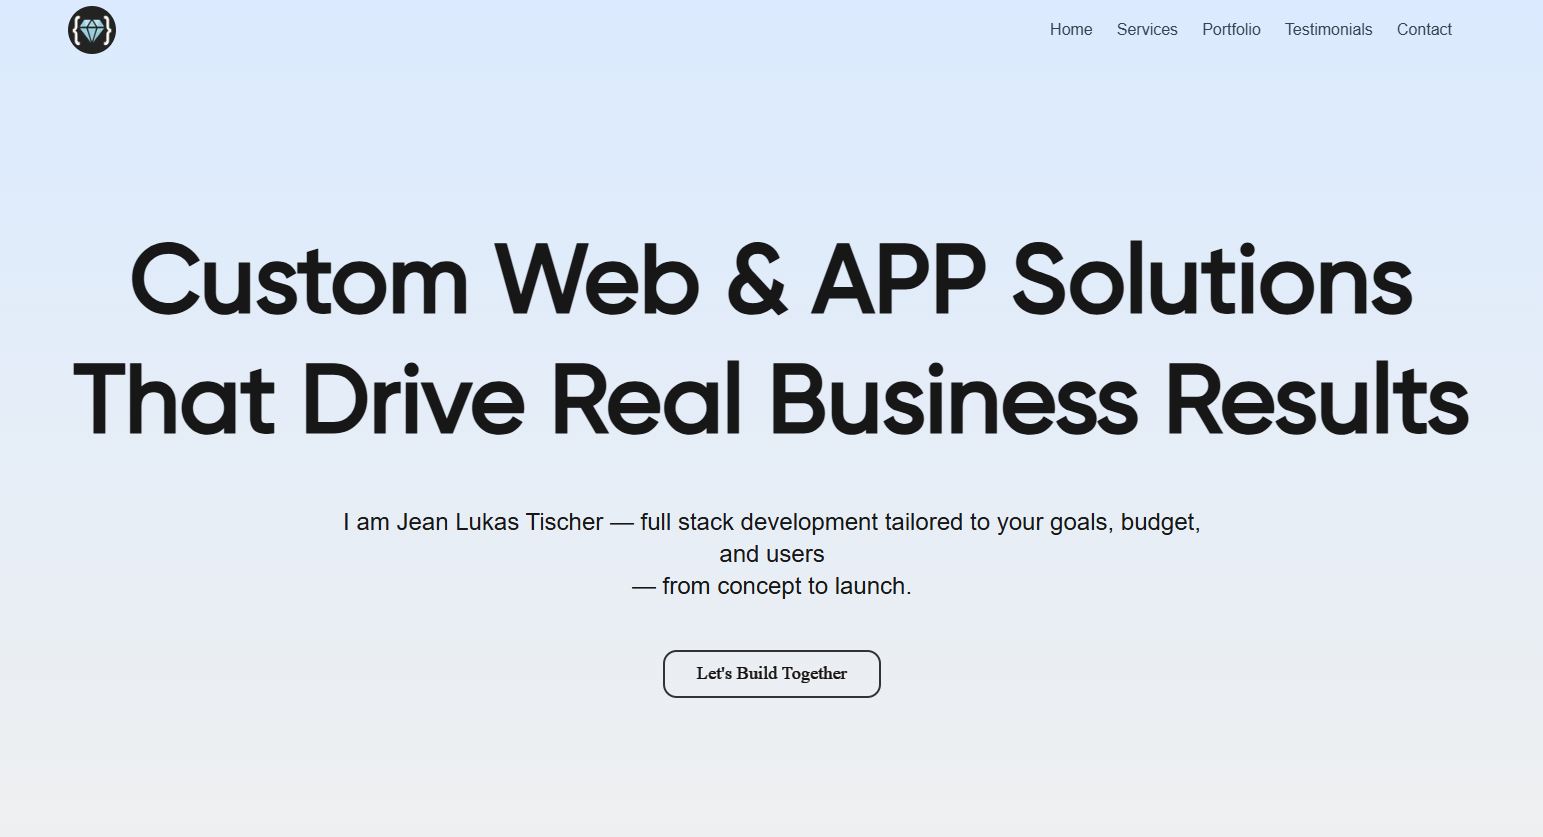 Home Services Portfolio Testimonials Contact
Custom Web & APP Solutions
That Drive Real Business Results
I am Jean Lukas Tischer — full stack development tailored to your goals, budget,
and users
— from concept to launch.
Let's Build Together